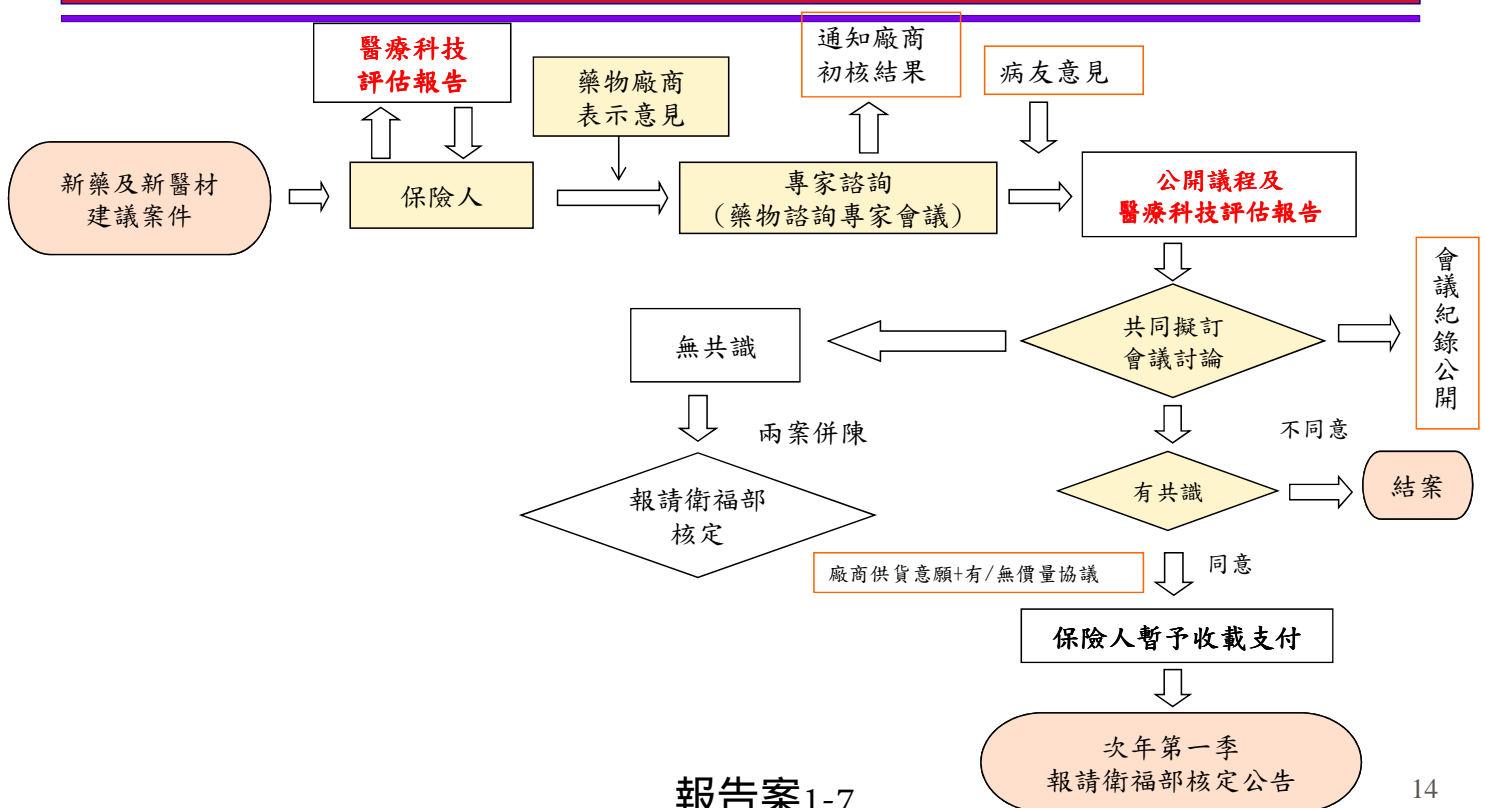 醫療科技
評估報告
藥物廠商
表示意見
通知廠商
初核結果
病友意見
新藥及新醫材
建議案件
保險人
專家諮詢
（藥物諮詢專家會議）
公開議程及
醫療科技評估報告
會議紀錄公開
共同擬訂
會議討論
無共識
兩案併陳
不同意
報請衛福部
核定
有共識
結案
廠商供貨意願+有/無價量協議
同意
保險人暫予收載支付
次年第一季
報請衛福部核定公告
報告案1-7
14